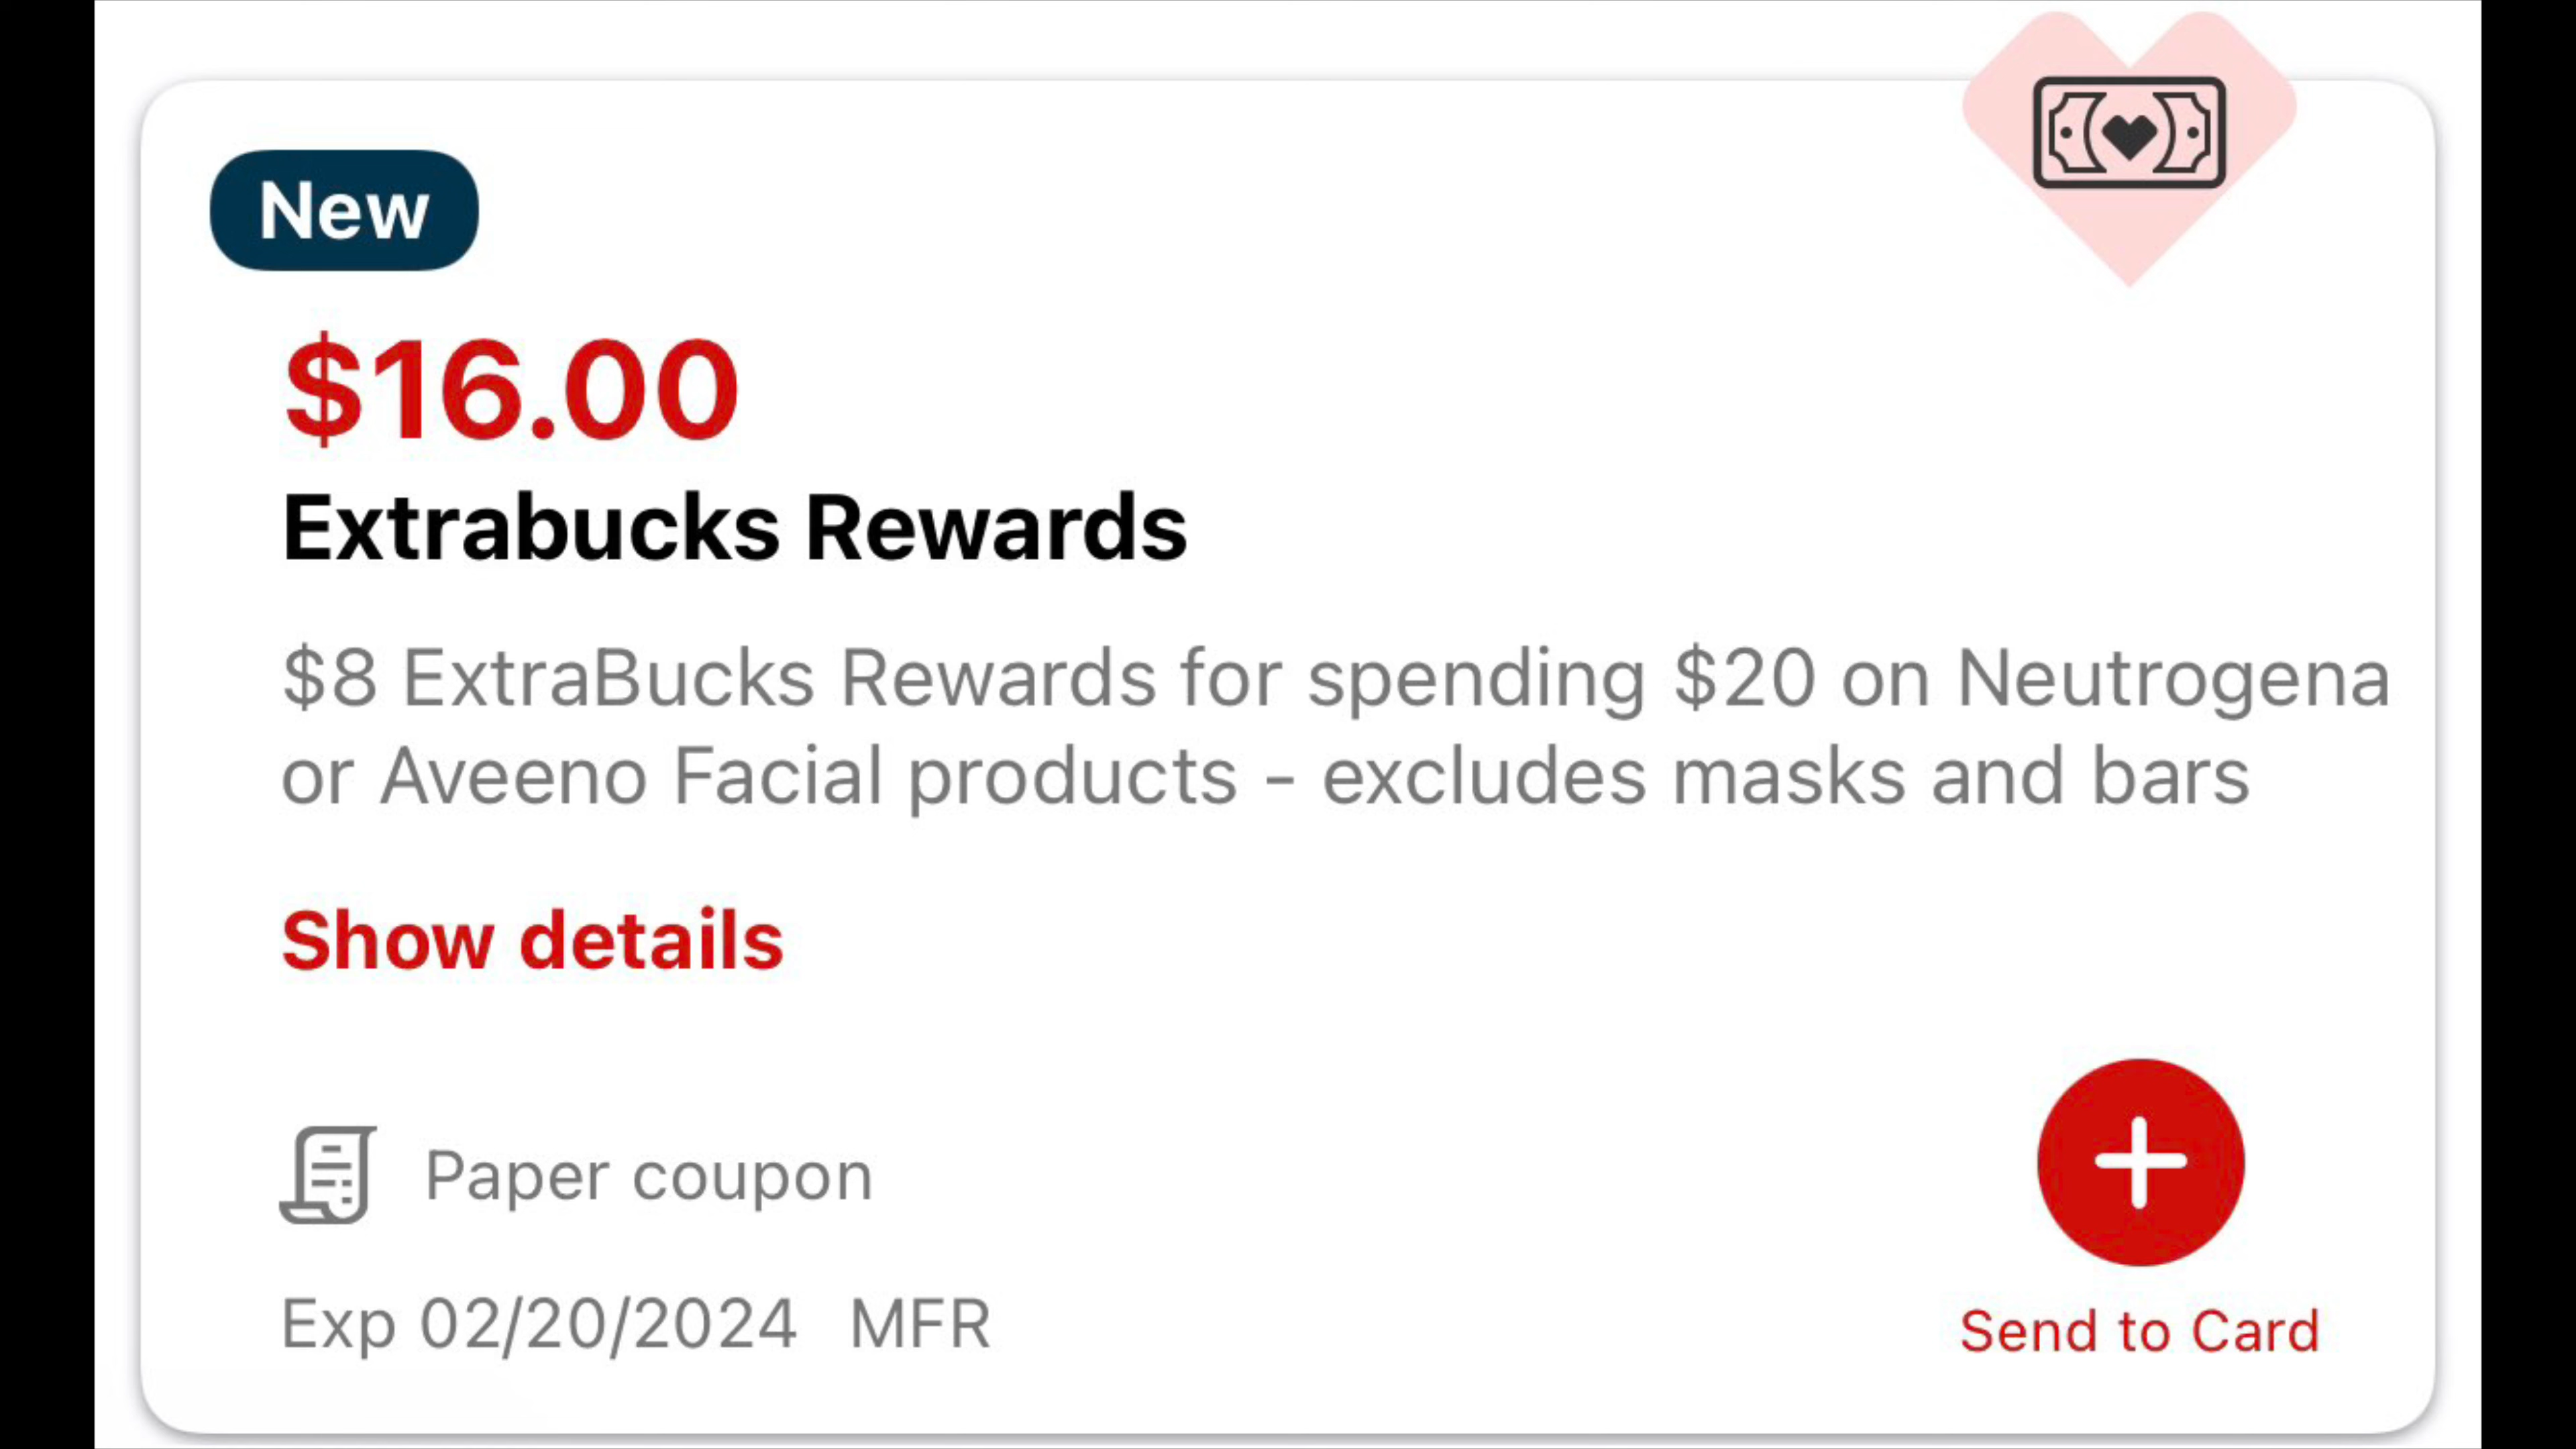 New
$16.00
Extrabucks Rewards
$8 ExtraBucks Rewards for spending $20 on Neutrogena
or Aveeno Facial products - excludes masks and bars
Show details
Paper coupon
Exp 02/20/2024 MFR
Send to Card